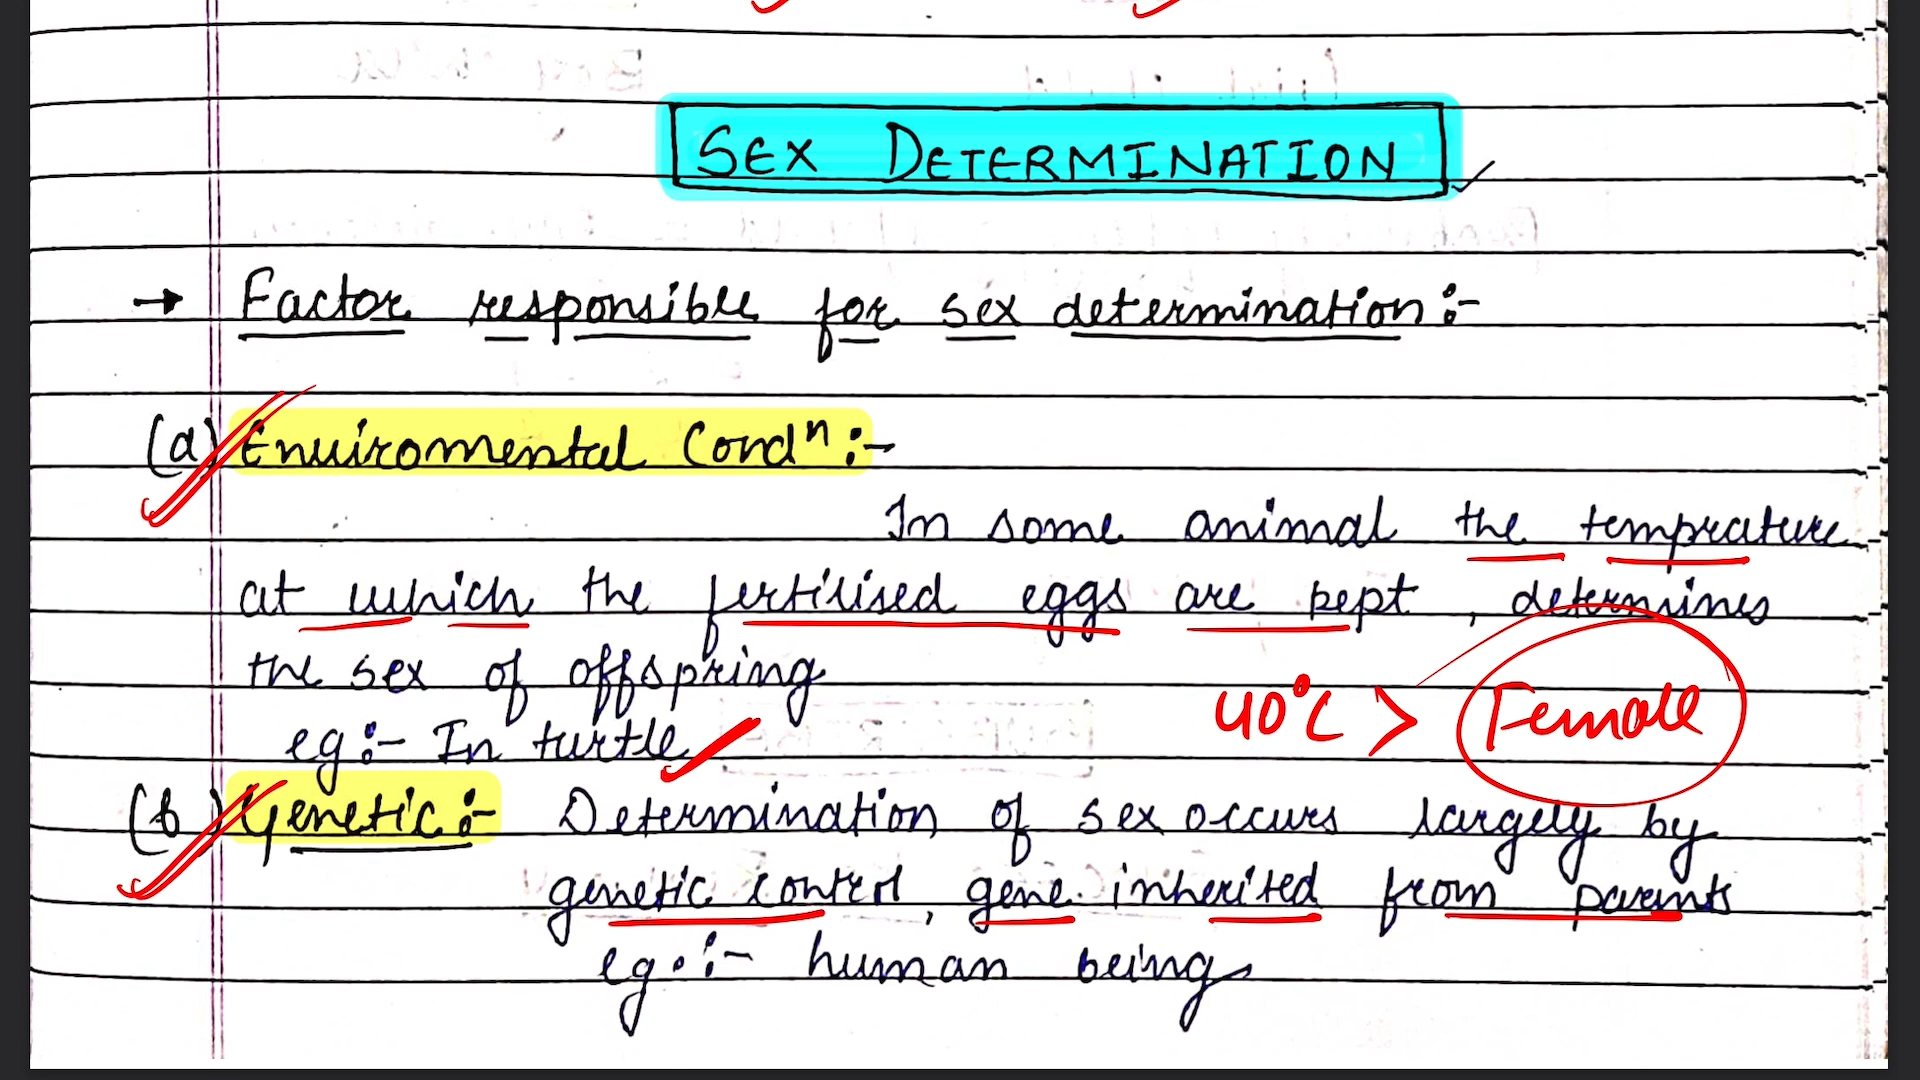 SEX DETERMINATION
→ Factor responsible for sex determination :-
(a) Enviromental Condⁿ :-
In some animal the temprature
at which the fertilised eggs are kept , determines
the sex of offspring
40°C > Female
eg :- In turtle
(b) Genetic :- Determination of sex occurs largely by
genetic control, gene inherited from parents
eg. :- human being